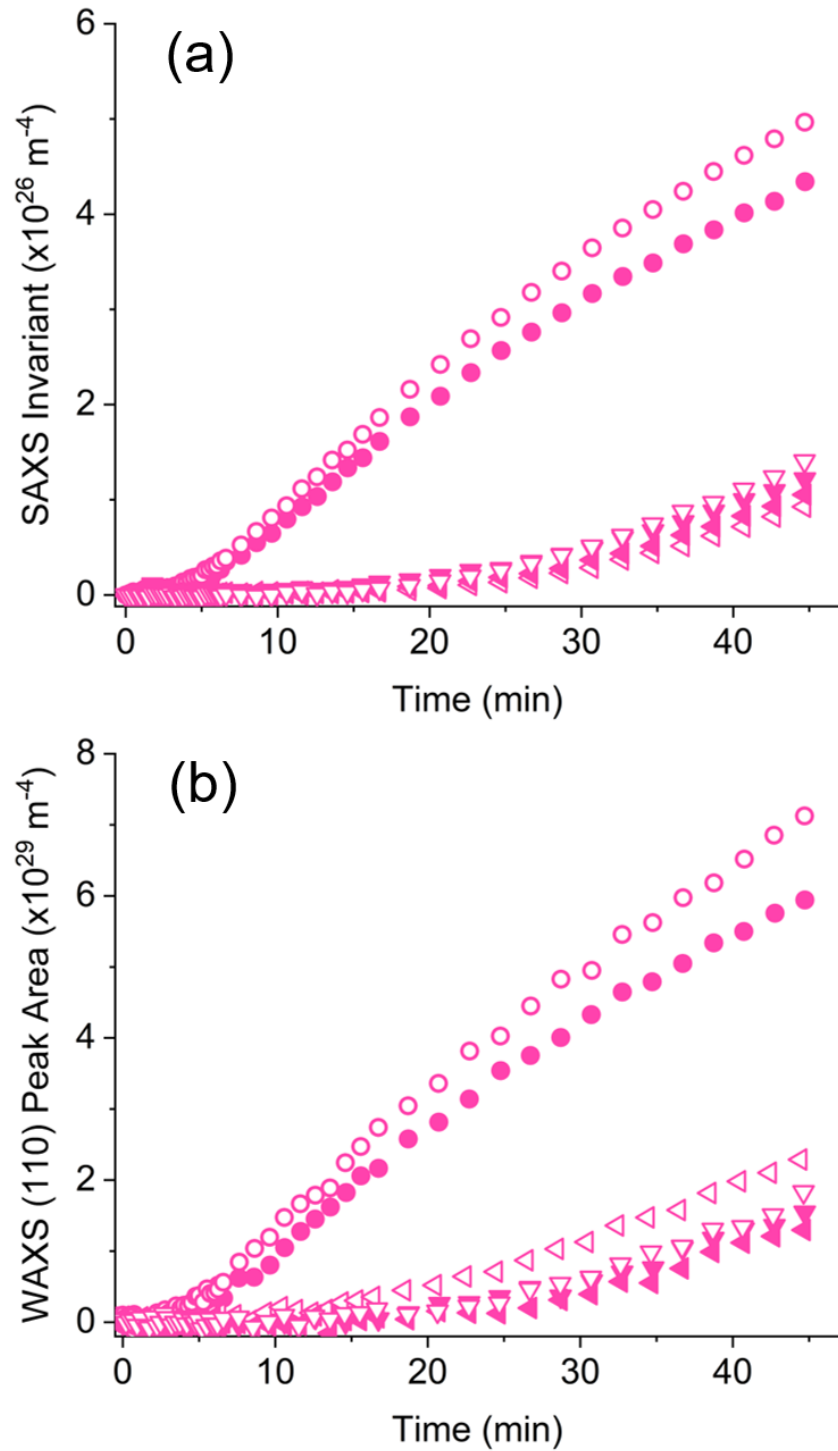 (a)
SAXS Invariant (x10²⁶ m⁻⁴)
6
4
2
0
0 10 20 30 40
Time (min)
(b)
WAXS (110) Peak Area (x10²⁹ m⁻⁴)
8
6
4
2
0
0 10 20 30 40
Time (min)